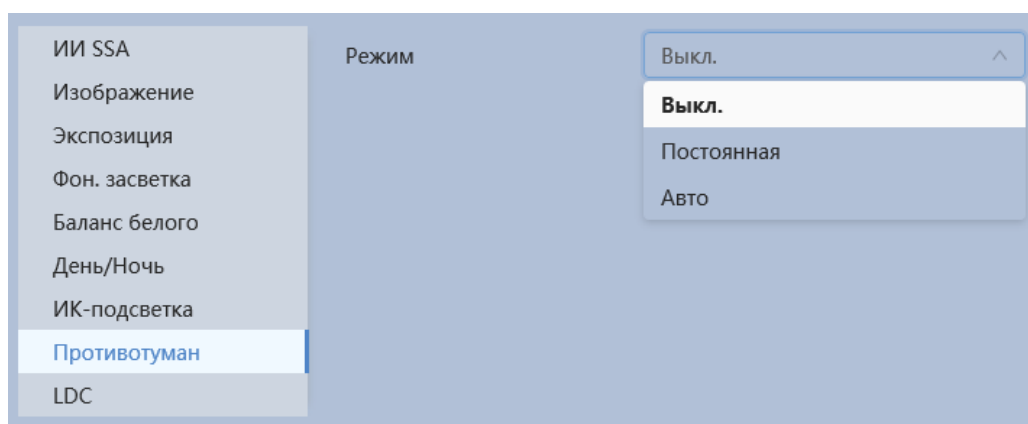 ИИ SSA
Изображение
Экспозиция
Фон. засветка
Баланс белого
День/Ночь
ИК-подсветка
Противотуман
LDC
Режим
Выкл.
Выкл.
Постоянная
Авто